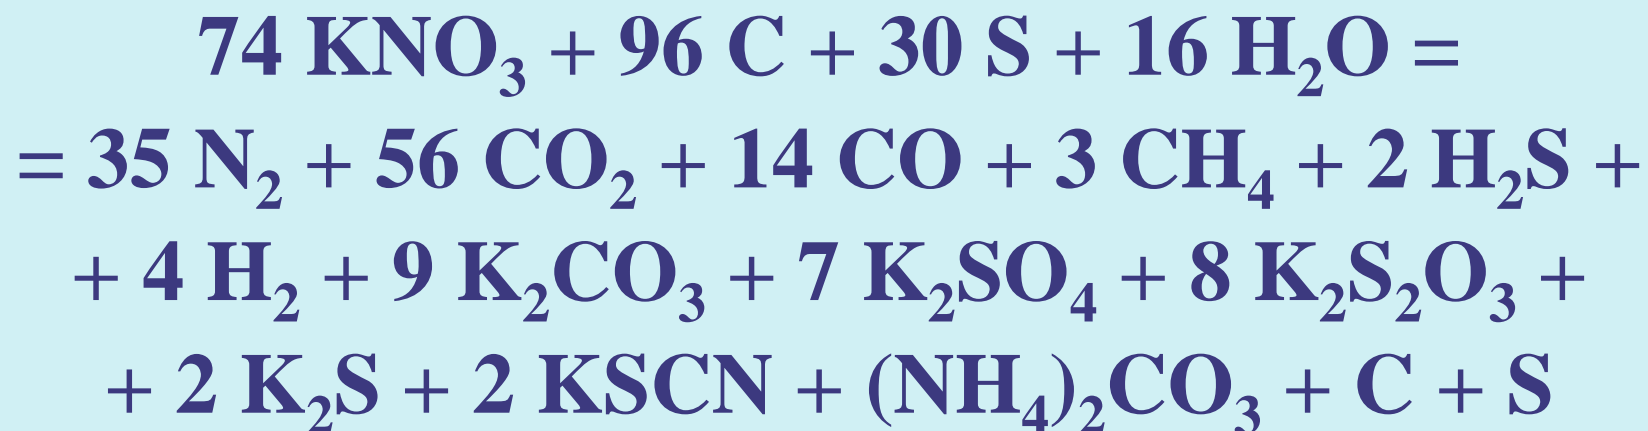 74 KNO₃ + 96 C + 30 S + 16 H₂O =
= 35 N₂ + 56 CO₂ + 14 CO + 3 CH₄ + 2 H₂S +
+ 4 H₂ + 9 K₂CO₃ + 7 K₂SO₄ + 8 K₂S₂O₃ +
+ 2 K₂S + 2 KSCN + (NH₄)₂CO₃ + C + S